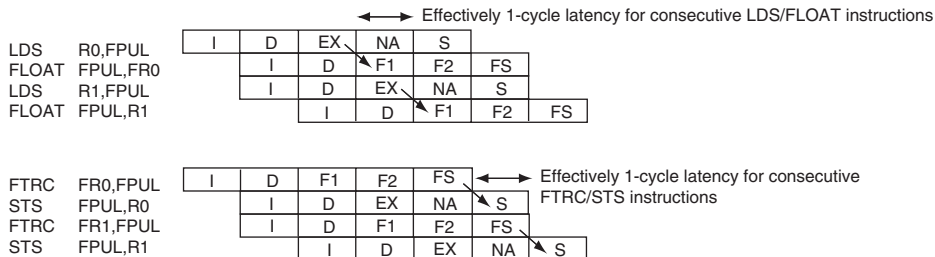 Effectively 1-cycle latency for consecutive LDS/FLOAT instructions
LDS R0,FPUL I D EX NA S
FLOAT FPUL,FR0 I D F1 F2 FS
LDS R1,FPUL I D EX NA S
FLOAT FPUL,R1 I D F1 F2 FS
FTRC FR0,FPUL I D F1 F2 FS Effectively 1-cycle latency for consecutive
STS FPUL,R0 I D EX NA S FTRC/STS instructions
FTRC FR1,FPUL I D F1 F2 FS
STS FPUL,R1 I D EX NA S